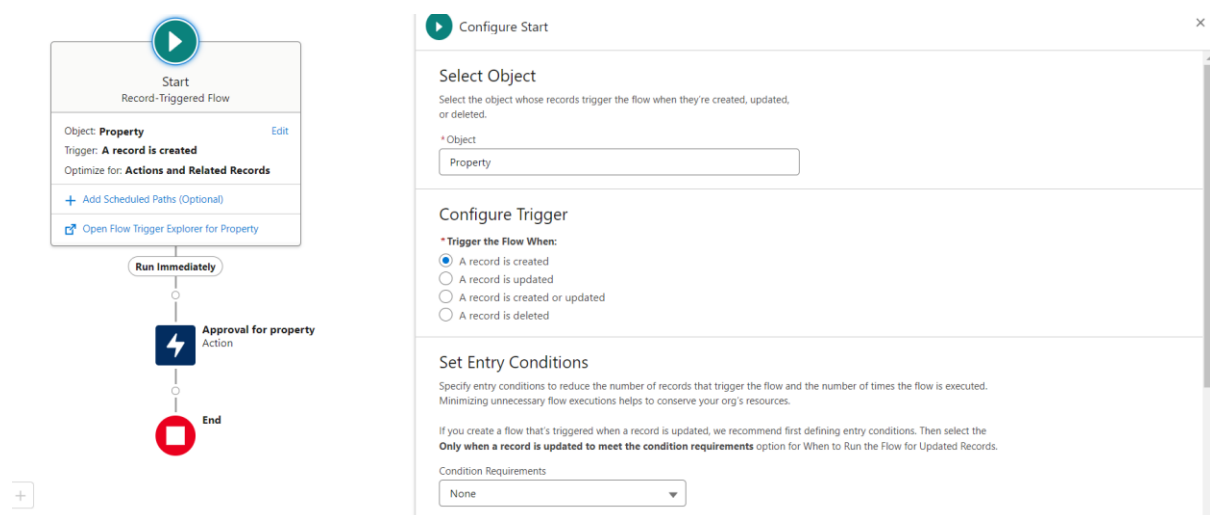 Start
Record-Triggered Flow
Object: Property Edit
Trigger: A record is created
Optimize for: Actions and Related Records
+ Add Scheduled Paths (Optional)
Open Flow Trigger Explorer for Property
Run Immediately
Approval for property
Action
End
+
Configure Start
×
Select Object
Select the object whose records trigger the flow when they're created, updated,
or deleted.
*Object
Property
Configure Trigger
*Trigger the Flow When:
A record is created
A record is updated
A record is created or updated
A record is deleted
Set Entry Conditions
Specify entry conditions to reduce the number of records that trigger the flow and the number of times the flow is executed.
Minimizing unnecessary flow executions helps to conserve your org's resources.
If you create a flow that's triggered when a record is updated, we recommend first defining entry conditions. Then select the
Only when a record is updated to meet the condition requirements option for When to Run the Flow for Updated Records.
Condition Requirements
None